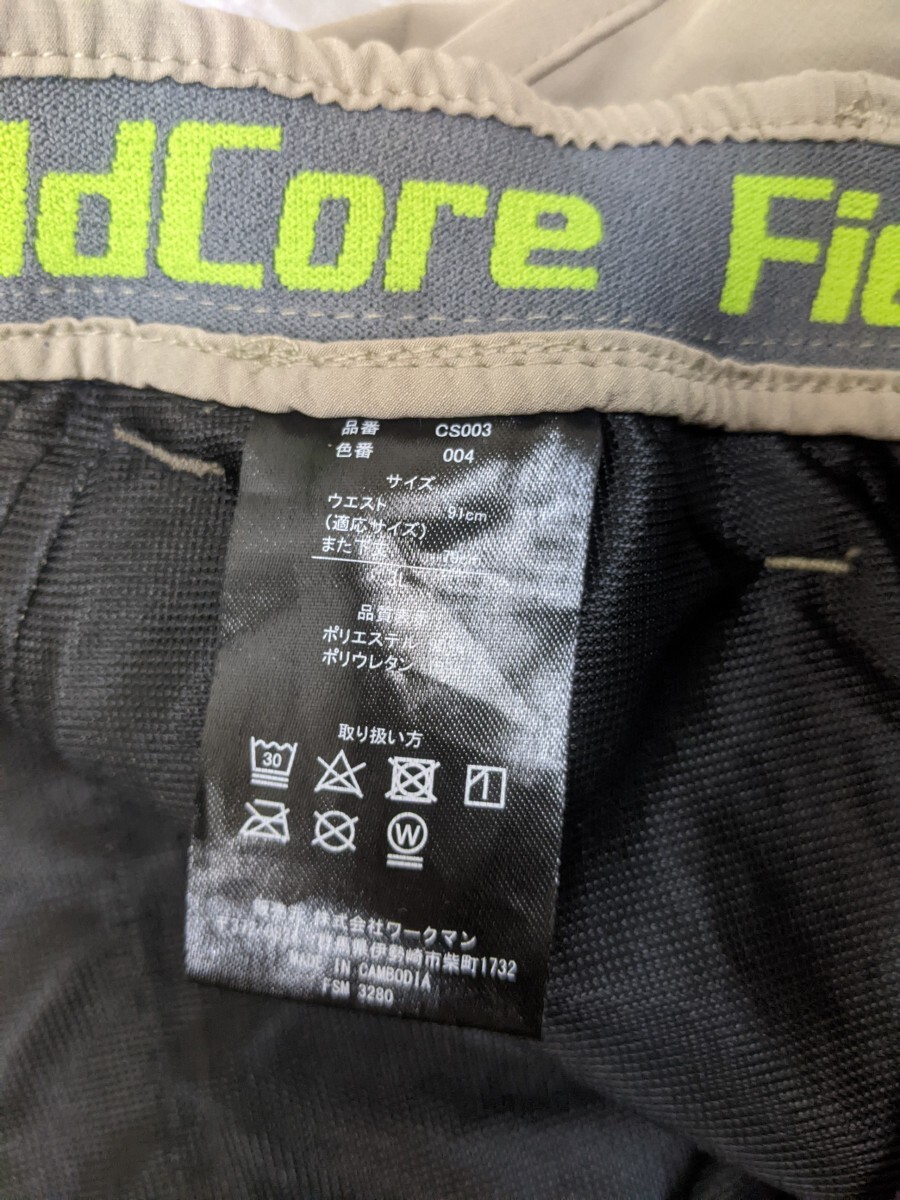 ldCore Fie
品番 CS003
色番 004
サイズ
ウエスト 91cm
(適応サイズ)
また下
品質
ポリエステル
ポリウレタン
30
取り扱い方
W
株式会社ワークマン
伊勢崎市柴町1732
MADE IN CAMBODIA
FSM 3280